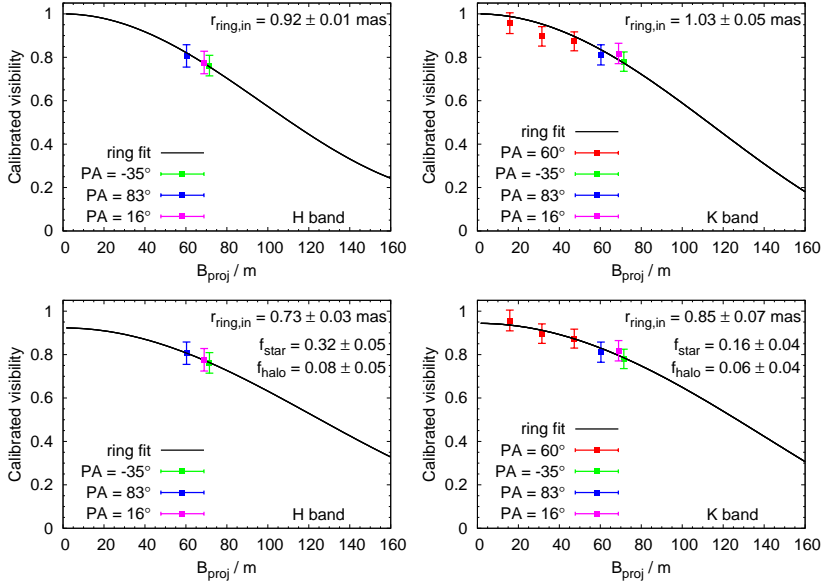 r_ring,in = 0.92 ± 0.01 mas
Calibrated visibility
1
0.8
0.6
0.4
0.2
0
ring fit
PA = -35°
PA = 83°
PA = 16°
H band
0 20 40 60 80 100 120 140 160
B_proj / m
r_ring,in = 1.03 ± 0.05 mas
Calibrated visibility
1
0.8
0.6
0.4
0.2
0
ring fit
PA = 60°
PA = -35°
PA = 83°
PA = 16°
K band
0 20 40 60 80 100 120 140 160
B_proj / m
r_ring,in = 0.73 ± 0.03 mas
f_star = 0.32 ± 0.05
f_halo = 0.08 ± 0.05
Calibrated visibility
1
0.8
0.6
0.4
0.2
0
ring fit
PA = -35°
PA = 83°
PA = 16°
H band
0 20 40 60 80 100 120 140 160
B_proj / m
r_ring,in = 0.85 ± 0.07 mas
f_star = 0.16 ± 0.04
f_halo = 0.06 ± 0.04
Calibrated visibility
1
0.8
0.6
0.4
0.2
0
ring fit
PA = 60°
PA = -35°
PA = 83°
PA = 16°
K band
0 20 40 60 80 100 120 140 160
B_proj / m